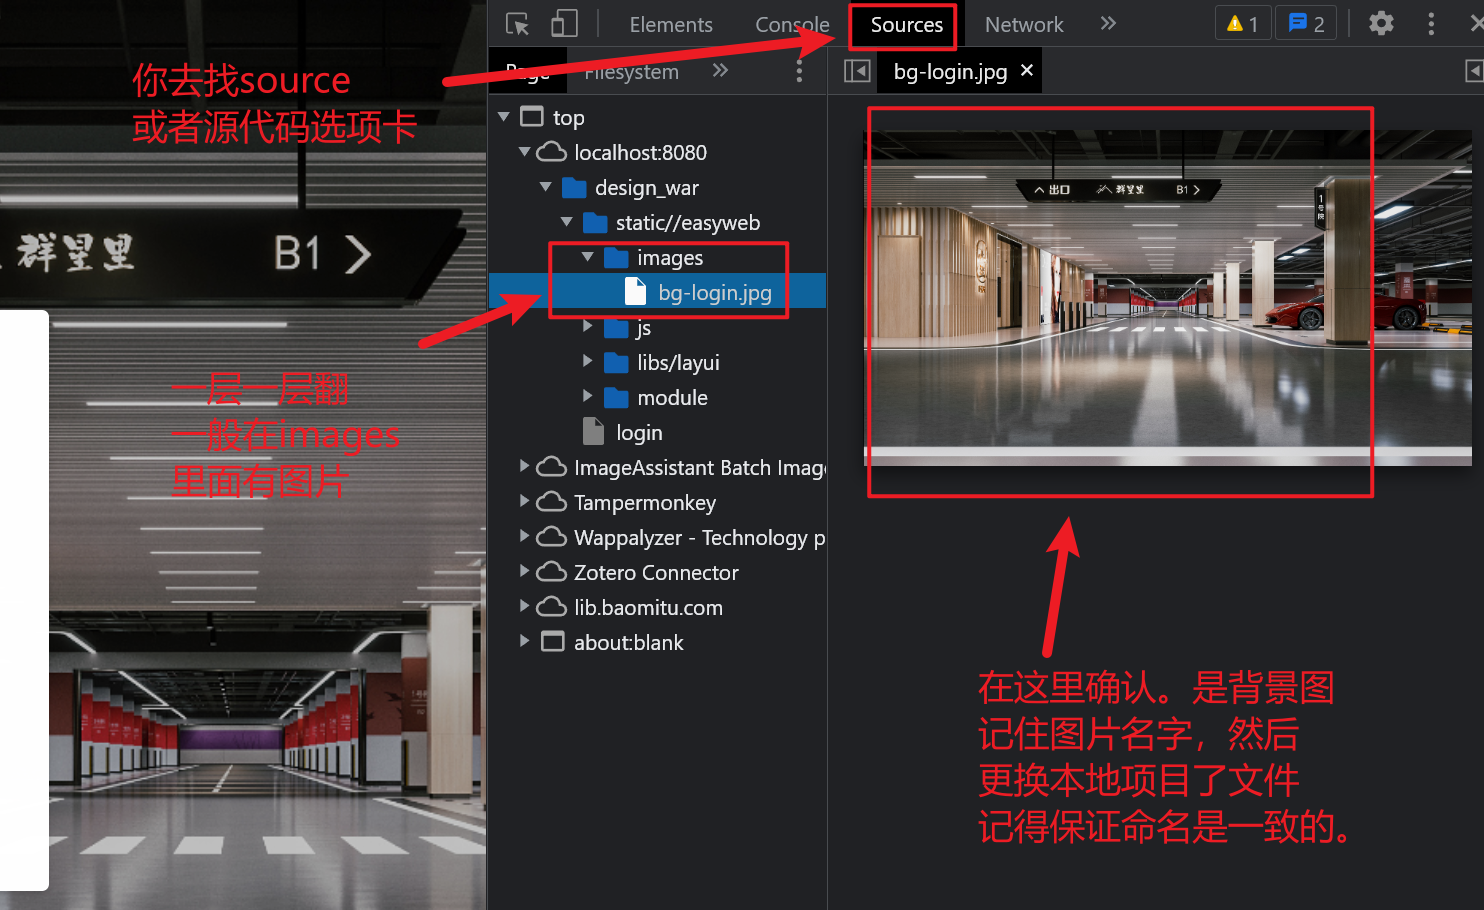 Elements
Console
Sources
Network
1
2
Page
Filesystem
bg-login.jpg
你去找source
或者源代码选项卡
群星里
B1
top
localhost:8080
design_war
static//easyweb
images
bg-login.jpg
js
libs/layui
module
login
ImageAssistant Batch Imag
Tampermonkey
Wappalyzer - Technology p
Zotero Connector
lib.baomitu.com
about:blank
一层一层翻
一般在images
里面有图片
出口
群星里
B1
1号院
在这里确认。是背景图
记住图片名字，然后
更换本地项目了文件
记得保证命名是一致的。